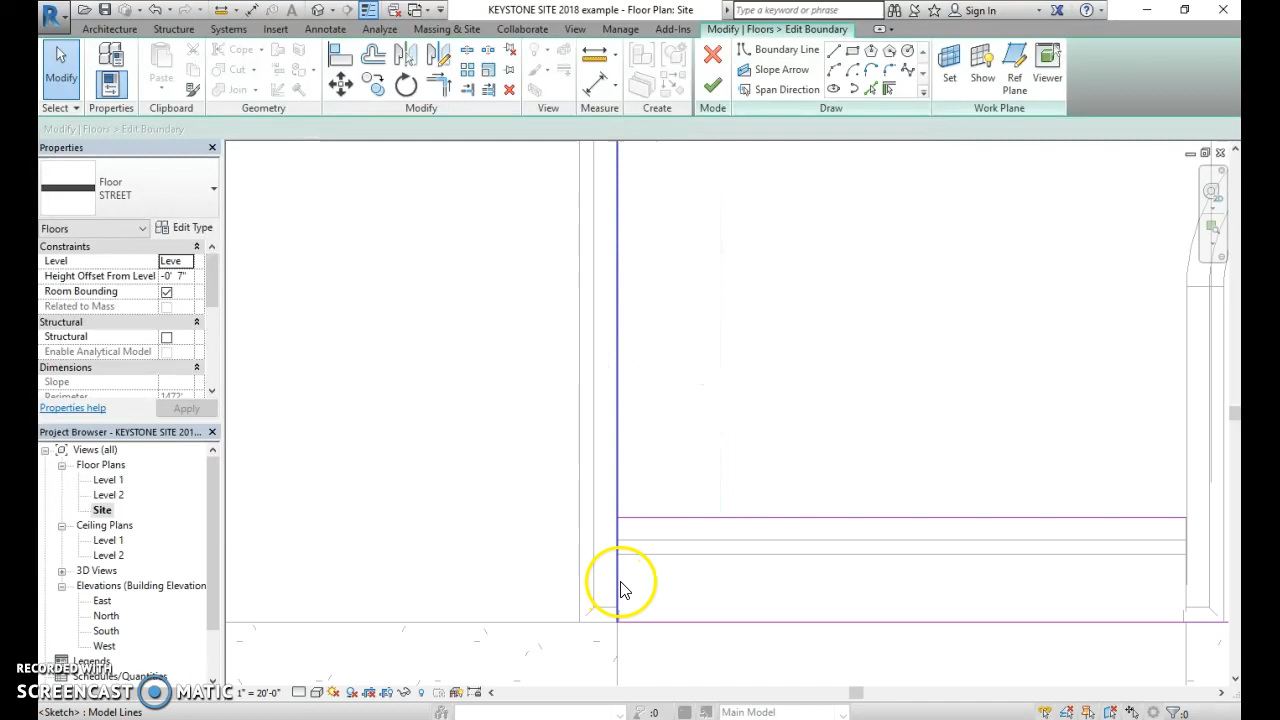 KEYSTONE SITE 2018 example - Floor Plan: Site
Type a keyword or phrase
Sign In
Architecture
Structure
Systems
Insert
Annotate
Analyze
Massing & Site
Collaborate
View
Manage
Add-Ins
Modify | Floors > Edit Boundary
Modify
Select
Properties
Paste
Clipboard
Cope
Cut
Join
Geometry
Modify
View
Measure
Create
Mode
Boundary Line
Slope Arrow
Span Direction
Draw
Set
Show
Ref
Plane
Viewer
Work Plane
Modify | Floors > Edit Boundary
Properties
Floor
STREET
Floors
Edit Type
Constraints
Level
Leve
Height Offset From Level
-0' 7"
Room Bounding
Related to Mass
Structural
Structural
Enable Analytical Model
Dimensions
Slope
Perimeter
1472'
Properties help
Apply
Project Browser - KEYSTONE SITE 201...
Views (all)
Floor Plans
Level 1
Level 2
Site
Ceiling Plans
Level 1
Level 2
3D Views
Elevations (Building Elevation
East
North
South
West
Legends
Schedules/Quantities
RECORDED WITH
SCREENCAST MATIC
1" = 20'-0"
<Sketch> : Model Lines
:0
Main Model
:0
2D